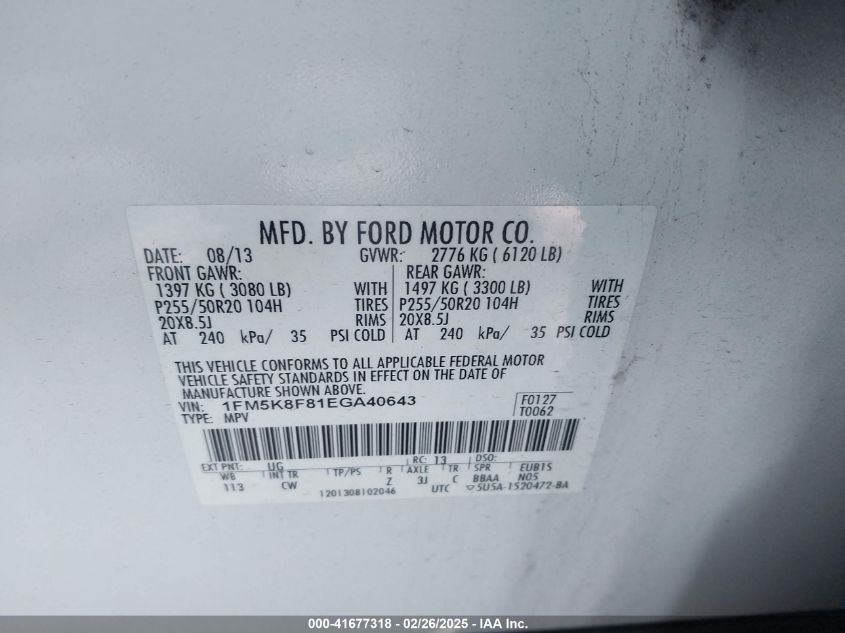 MFD. BY FORD MOTOR CO.
DATE: 08/13 GVWR: 2776 KG ( 6120 LB)
FRONT GAWR: REAR GAWR:
1397 KG ( 3080 LB) WITH 1497 KG ( 3300 LB) WITH
P255/50R20 104H TIRES P255/50R20 104H TIRES
20X8.5J RIMS 20X8.5J RIMS
AT 240 kPa/ 35 PSI COLD AT 240 kPa/ 35 PSI COLD
THIS VEHICLE CONFORMS TO ALL APPLICABLE FEDERAL MOTOR
VEHICLE SAFETY STANDARDS IN EFFECT ON THE DATE OF
MANUFACTURE SHOWN ABOVE.
VIN: 1FM5K8F81EGA40643 F0127
TYPE: MPV T0062
EXT PNT: UG RC: 13 DSO:
WB INT TR TP/PS R AXLE TR SPR EUB1S
113 CW Z 3J C BBAA N05
1201308102046 UTC ▽5U5A-1520472-BA
000-41677318 - 02/26/2025 - IAA Inc.